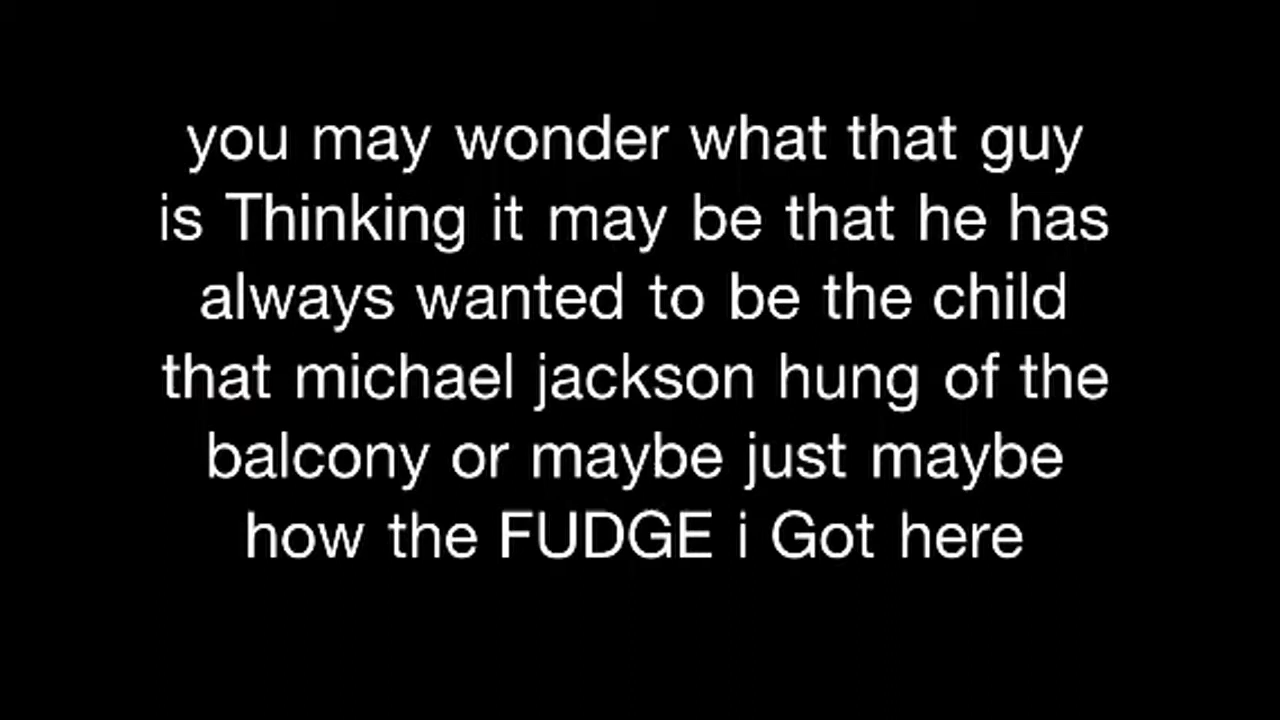 you may wonder what that guy
is Thinking it may be that he has
always wanted to be the child
that michael jackson hung of the
balcony or maybe just maybe
how the FUDGE i Got here